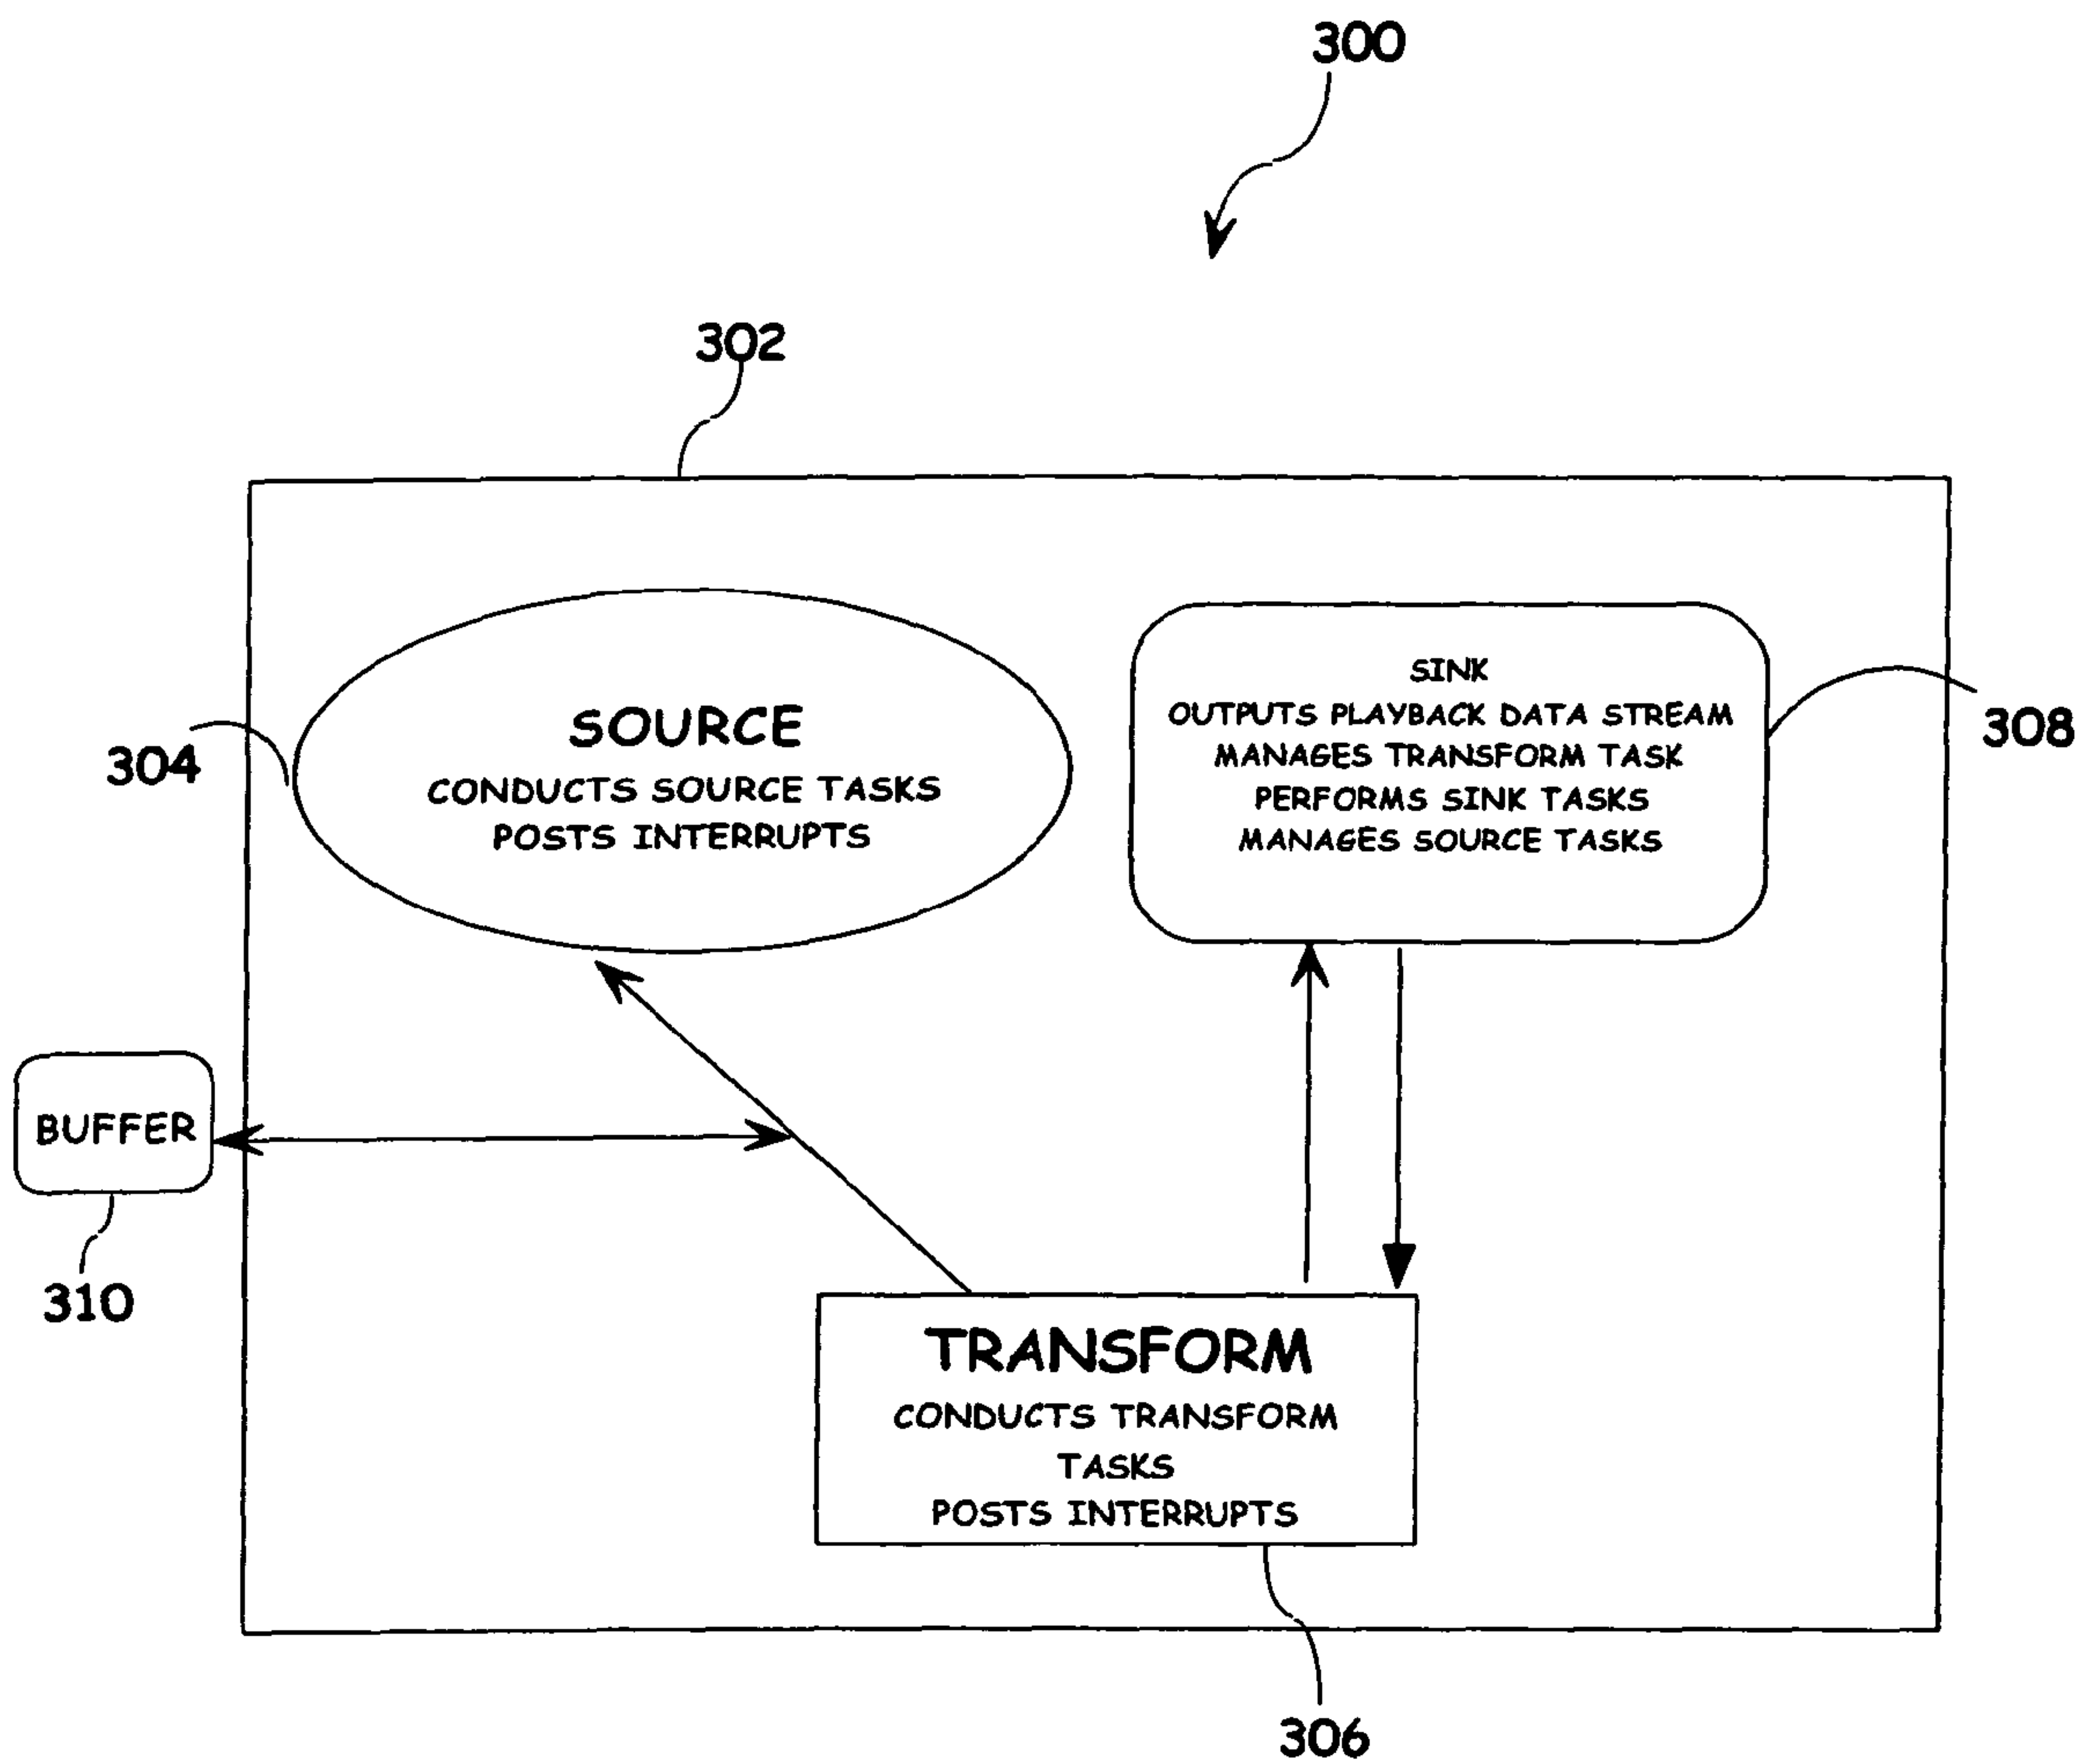 300
302
SOURCE
CONDUCTS SOURCE TASKS
POSTS INTERRUPTS
304
SINK
OUTPUTS PLAYBACK DATA STREAM
MANAGES TRANSFORM TASK
PERFORMS SINK TASKS
MANAGES SOURCE TASKS
308
BUFFER
310
TRANSFORM
CONDUCTS TRANSFORM
TASKS
POSTS INTERRUPTS
306